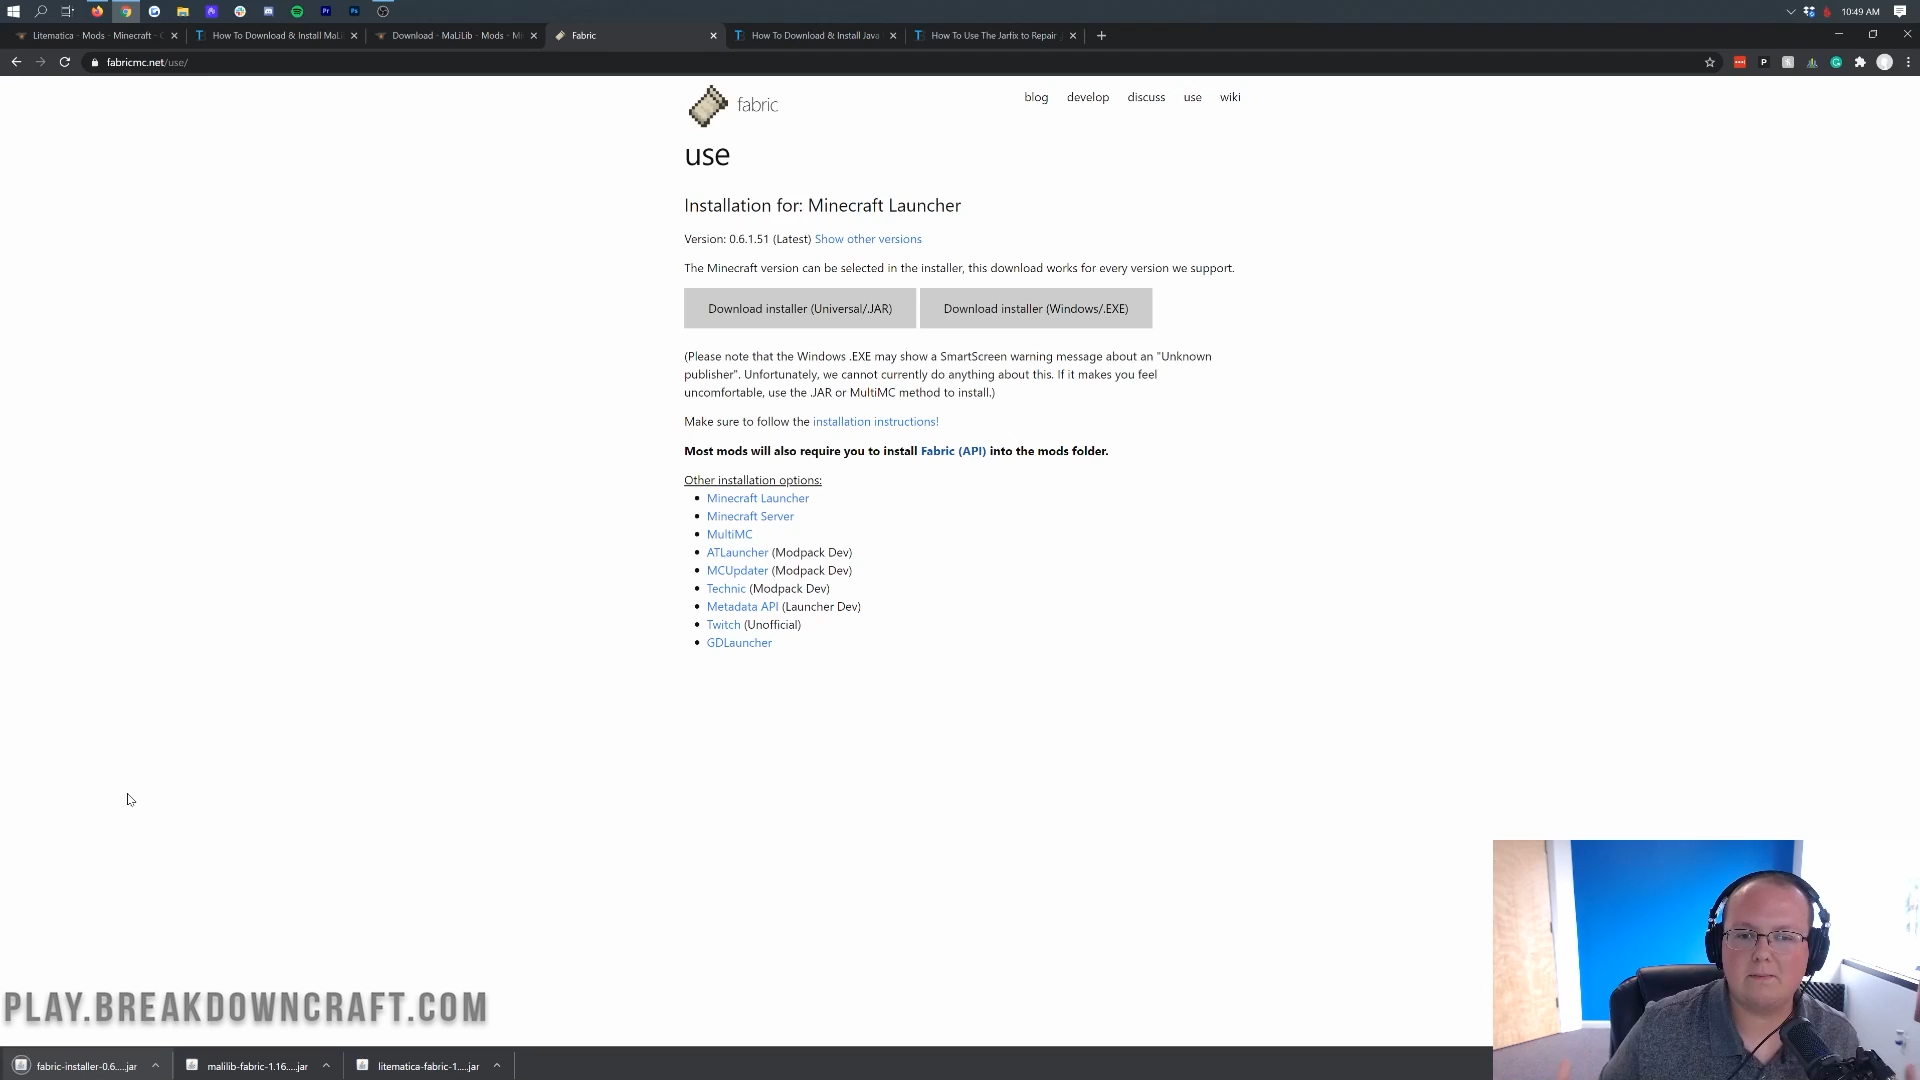 10:49 AM
Litematica - Mods - Minecraft - C
How To Download & Install MaLiL
Download - MaLiLib - Mods - Mi
Fabric
How To Download & Install Java
How To Use The Jarfix to Repair
fabricmc.net/use/
fabric
blog
develop
discuss
use
wiki
use
Installation for: Minecraft Launcher
Version: 0.6.1.51 (Latest) Show other versions
The Minecraft version can be selected in the installer, this download works for every version we support.
Download installer (Universal/.JAR)
Download installer (Windows/.EXE)
(Please note that the Windows .EXE may show a SmartScreen warning message about an "Unknown
publisher". Unfortunately, we cannot currently do anything about this. If it makes you feel
uncomfortable, use the .JAR or MultiMC method to install.)
Make sure to follow the installation instructions!
Most mods will also require you to install Fabric (API) into the mods folder.
Other installation options:
Minecraft Launcher
Minecraft Server
MultiMC
ATLauncher (Modpack Dev)
MCUpdater (Modpack Dev)
Technic (Modpack Dev)
Metadata API (Launcher Dev)
Twitch (Unofficial)
GDLauncher
PLAY.BREAKDOWNCRAFT.COM
fabric-installer-0.6....jar
malilib-fabric-1.16....jar
litematica-fabric-1....jar